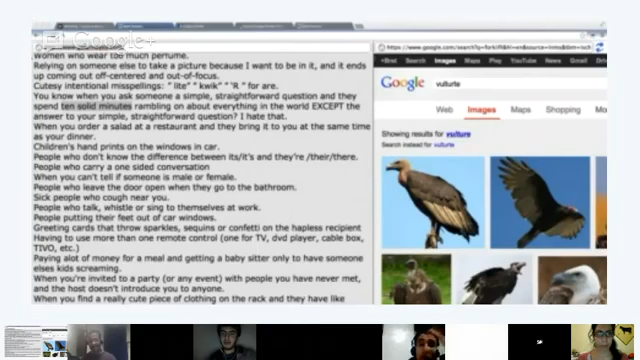 Google+
Women who wear too much perfume.
Relying on someone else to take a picture because I want to be in it, and it ends
up coming out off-centered and out-of-focus.
Cutesy intentional misspellings: " lite" " kwik" " 'R " for are.
You know when you ask someone a simple, straightforward question and they
spend ten solid minutes rambling on about everything in the world EXCEPT the
answer to your simple, straightforward question? I hate that.
When you order a salad at a restaurant and they bring it to you at the same time
as your dinner.
Children's hand prints on the windows in car.
People who don't know the difference between its/it's and they're /their/there.
People who carry a one sided conversation
When you can't tell if someone is male or female.
People who leave the door open when they go to the bathroom.
Sick people who cough near you.
People who talk, whistle or sing to themselves at work.
People putting their feet out of car windows.
Greeting cards that throw sparkles, sequins or confetti on the hapless recipient
Having to use more than one remote control (one for TV, dvd player, cable box,
TIVO, etc.)
Paying alot of money for a meal and getting a baby sitter only to have someone
elses kids screaming.
When you're invited to a party (or any event) with people you have never met,
and the host doesn't introduce you to anyone.
When you find a really cute piece of clothing on the rack and they have like
Search Images Maps Play YouTube News Gmail
Google
vulturte
Web Images Maps Shopping Mo
Showing results for vulture
Search instead for vulturte